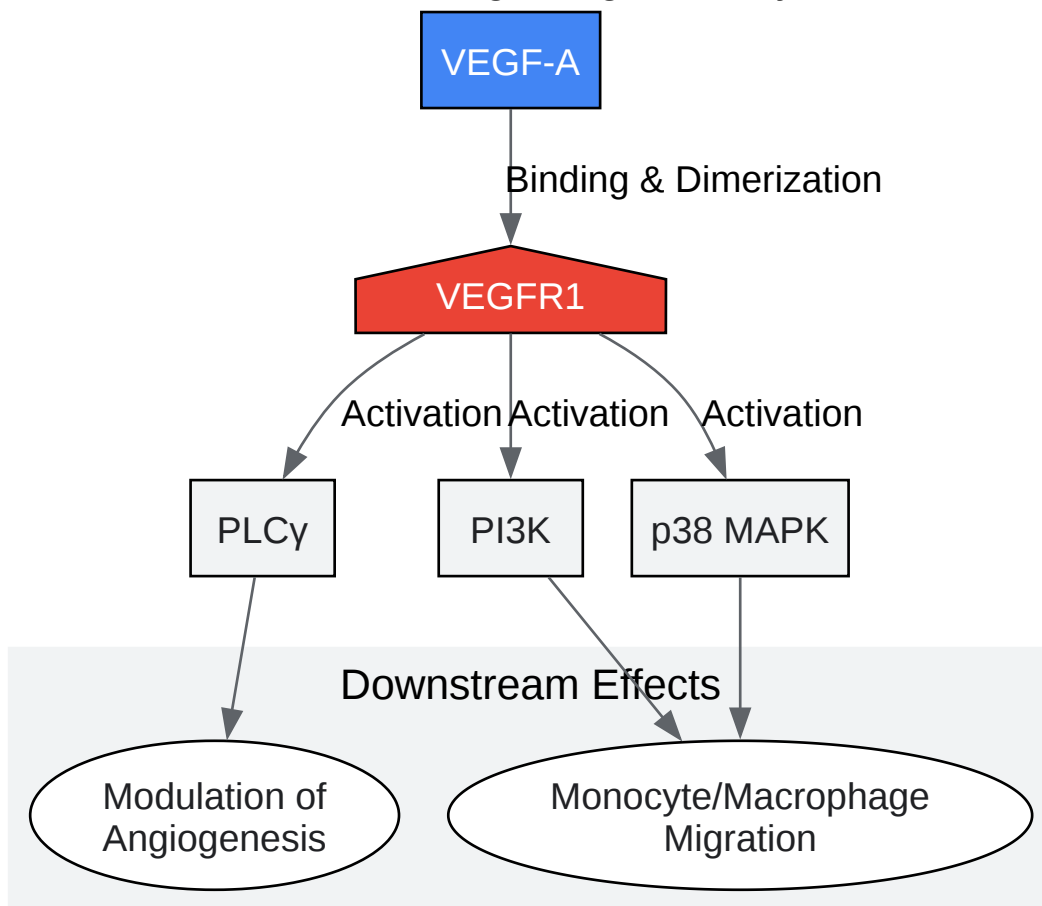 VEGF-A
Binding & Dimerization
VEGFR1
Activation
Activation
Activation
PLCγ
PI3K
p38 MAPK
Downstream Effects
Modulation of
Angiogenesis
Monocyte/Macrophage
Migration